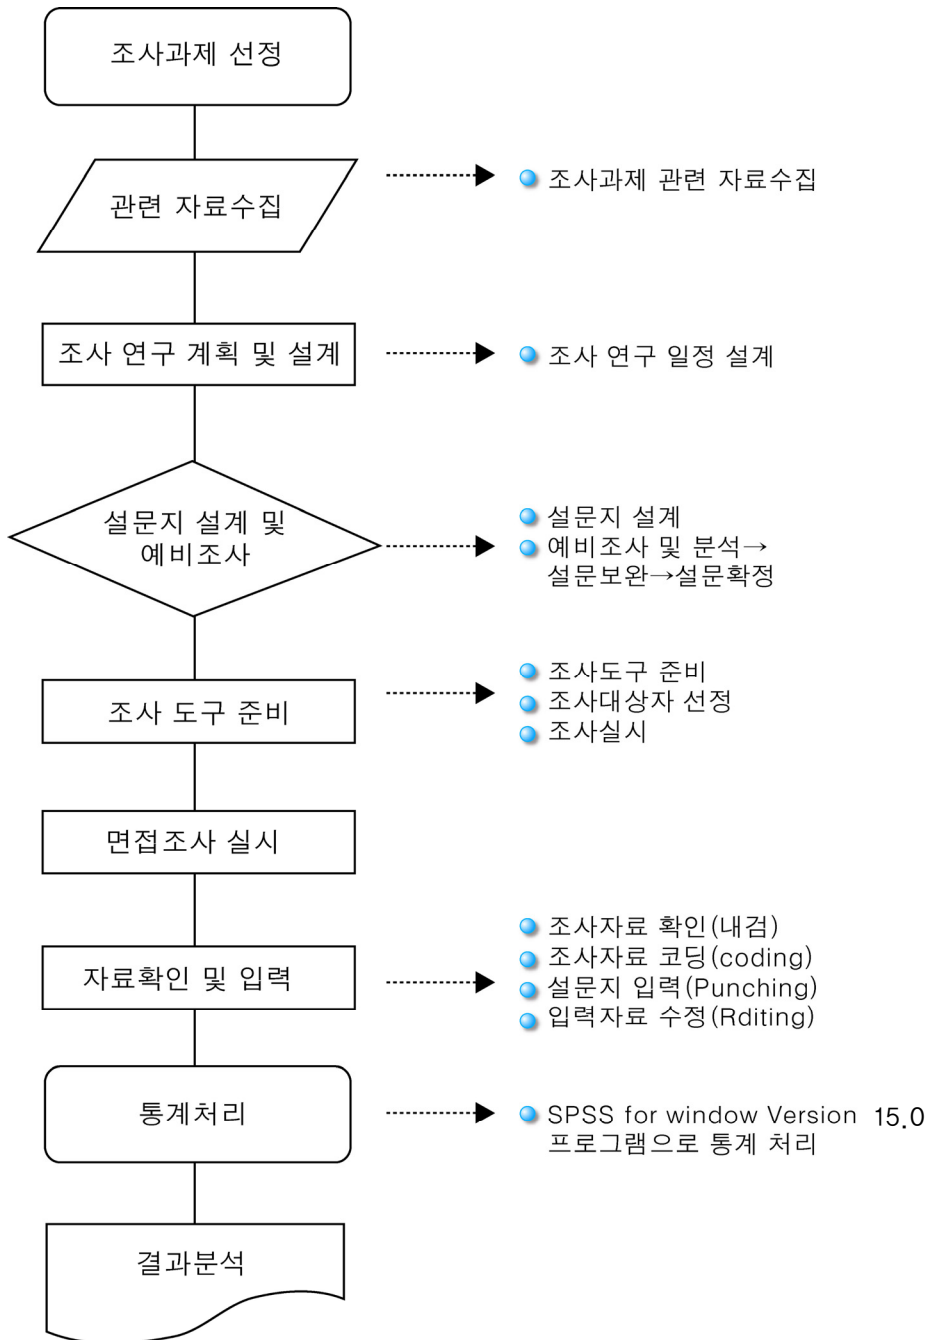 조사과제 선정
관련 자료수집
조사과제 관련 자료수집
조사 연구 계획 및 설계
조사 연구 일정 설계
설문지 설계 및
예비조사
설문지 설계
예비조사 및 분석→
설문보완→설문확정
조사 도구 준비
조사도구 준비
조사대상자 선정
조사실시
면접조사 실시
자료확인 및 입력
조사자료 확인(내검)
조사자료 코딩(coding)
설문지 입력(Punching)
입력자료 수정(Rditing)
통계처리
SPSS for window Version 15.0
프로그램으로 통계 처리
결과분석